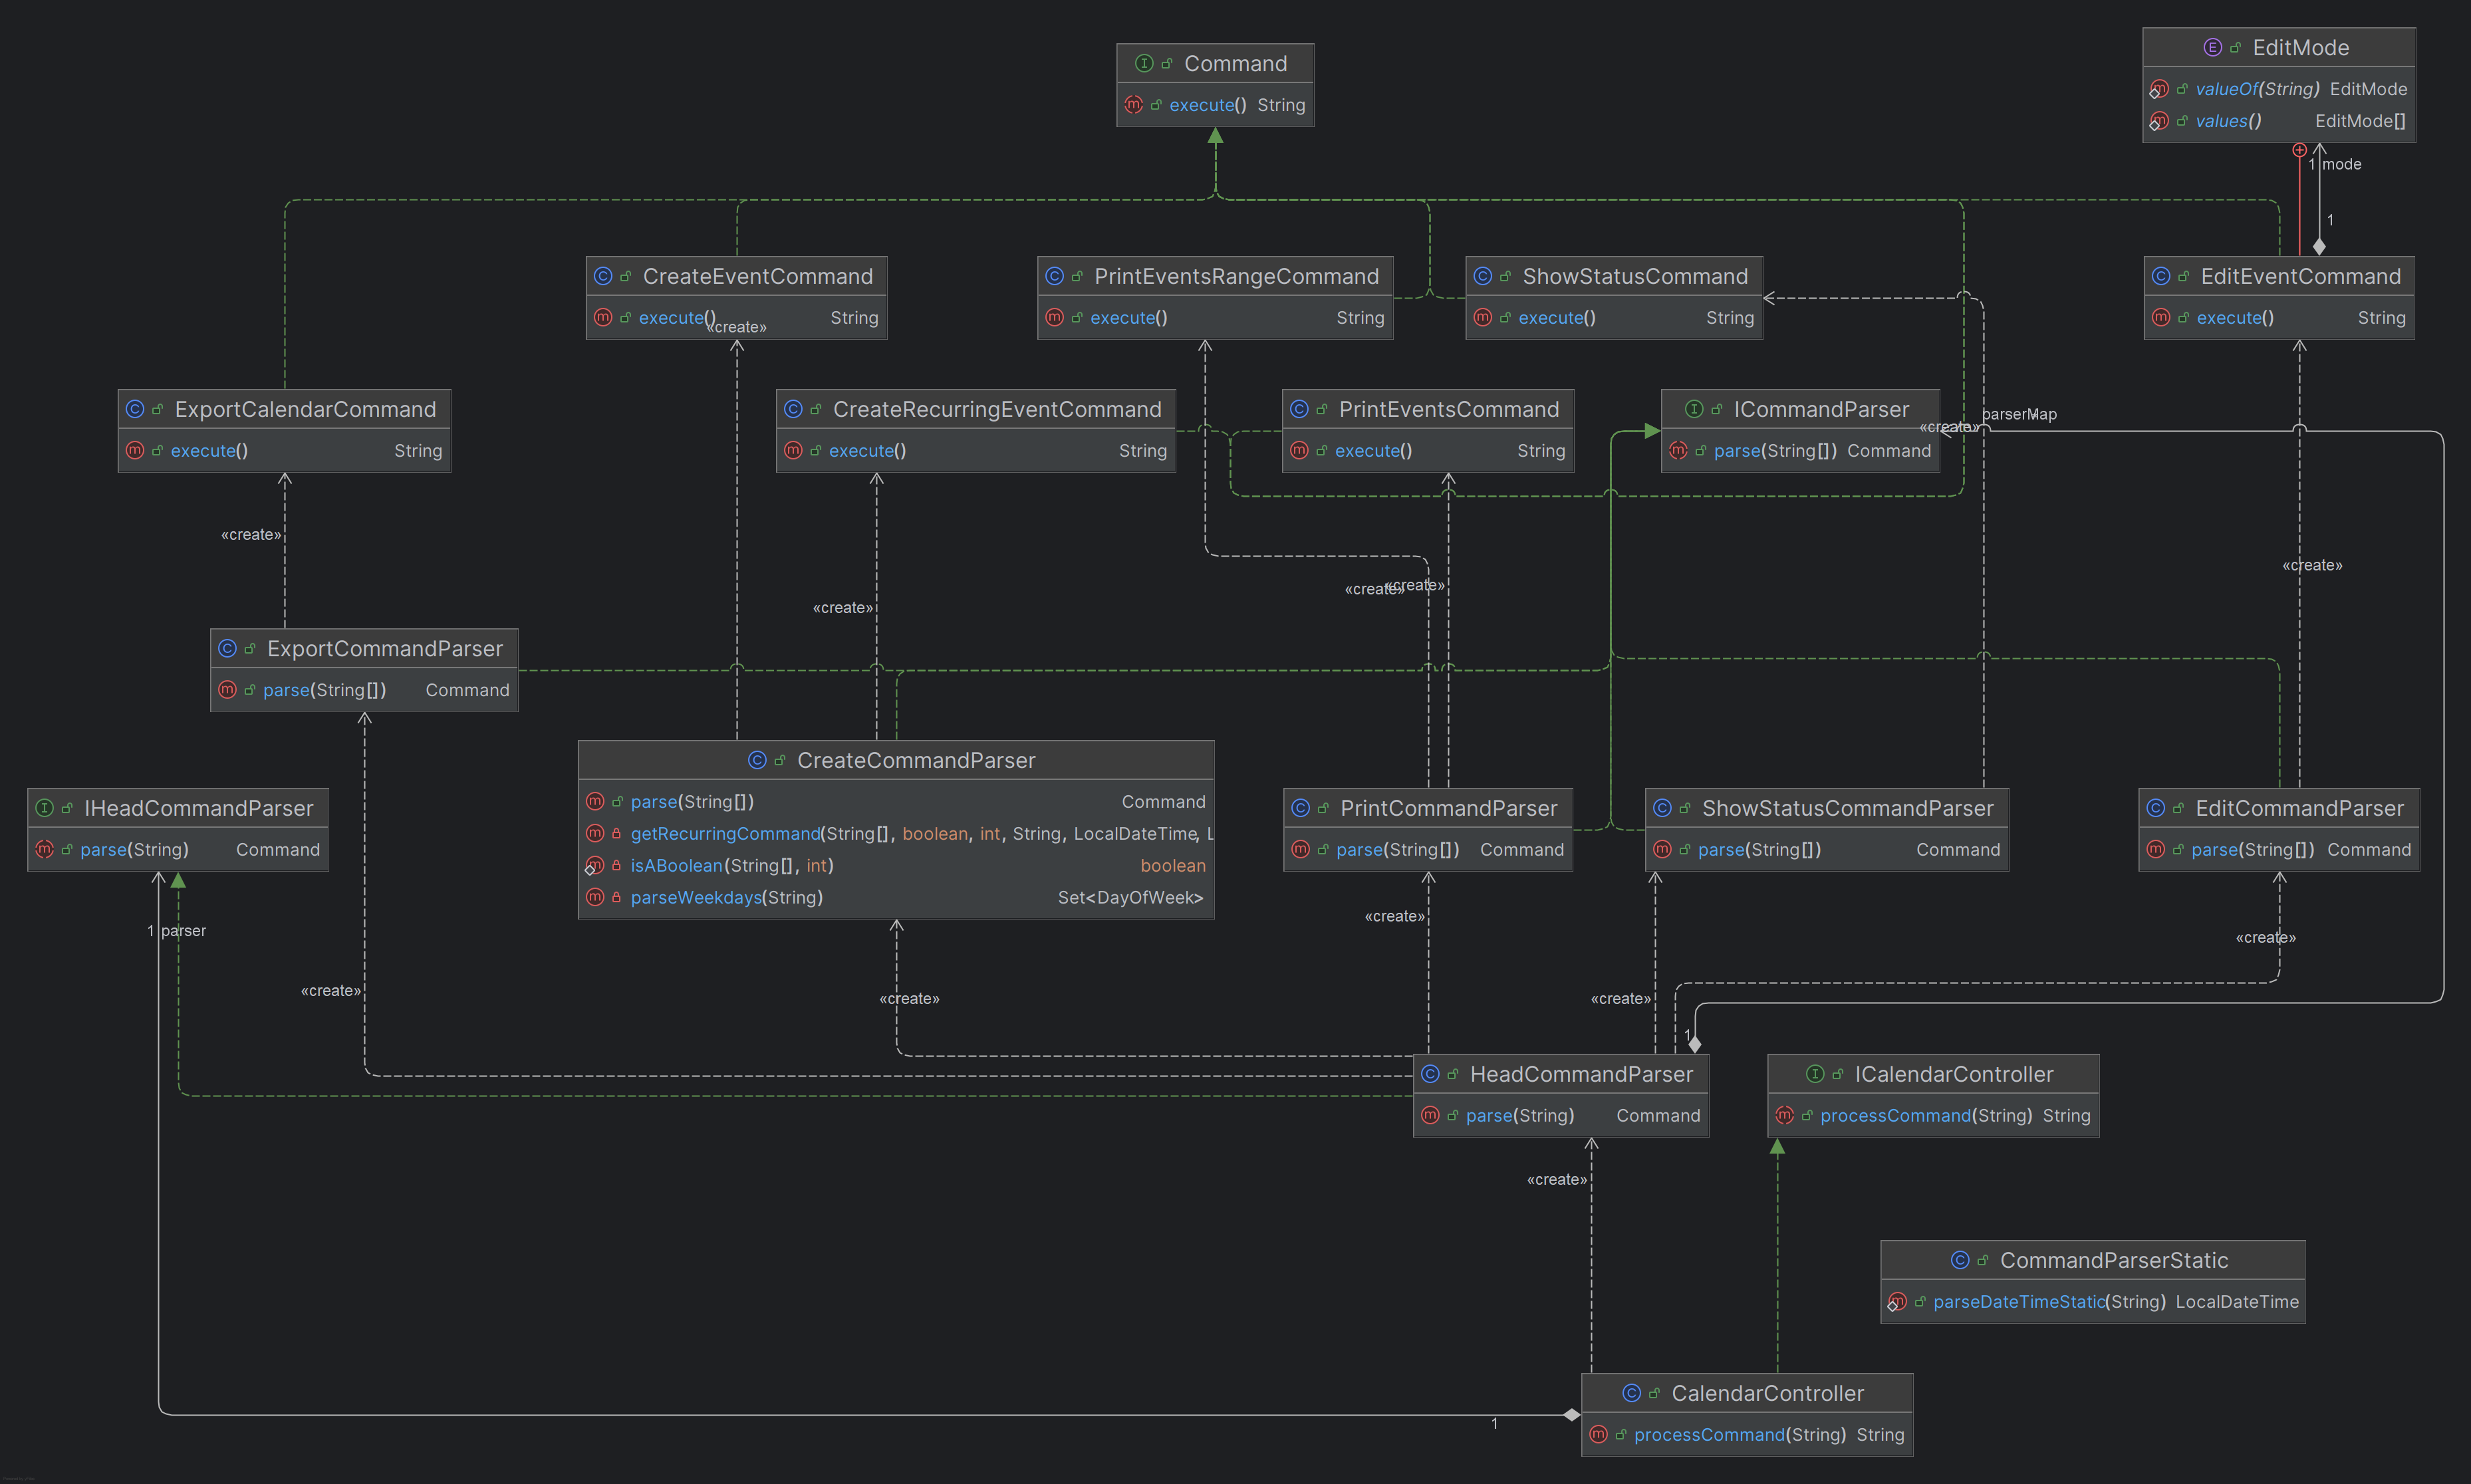 Command
execute() String
EditMode
valueOf(String) EditMode
values() EditMode[]
1 mode
1
CreateEventCommand
execute() String
«create»
PrintEventsRangeCommand
execute() String
ShowStatusCommand
execute() String
EditEventCommand
execute() String
ExportCalendarCommand
execute() String
CreateRecurringEventCommand
execute() String
PrintEventsCommand
execute() String
ICommandParser
parse(String[]) Command
parserMap
«create»
«create»
«create»
«create»
«create»
«create»
ExportCommandParser
parse(String[]) Command
CreateCommandParser
parse(String[]) Command
getRecurringCommand(String[], boolean, int, String, LocalDateTime, L
isABoolean(String[], int) boolean
parseWeekdays(String) Set<DayOfWeek>
IHeadCommandParser
parse(String) Command
PrintCommandParser
parse(String[]) Command
ShowStatusCommandParser
parse(String[]) Command
EditCommandParser
parse(String[]) Command
1 parser
«create»
«create»
«create»
«create»
«create»
1
HeadCommandParser
parse(String) Command
ICalendarController
processCommand(String) String
«create»
CommandParserStatic
parseDateTimeStatic(String) LocalDateTime
CalendarController
processCommand(String) String
1